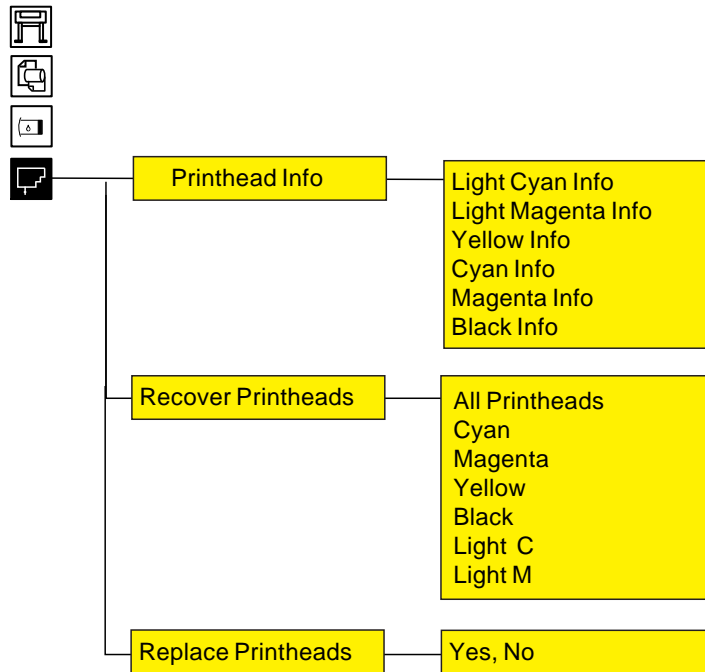 Printhead Info
Light Cyan Info
Light Magenta Info
Yellow Info
Cyan Info
Magenta Info
Black Info
Recover Printheads
All Printheads
Cyan
Magenta
Yellow
Black
Light C
Light M
Replace Printheads
Yes, No